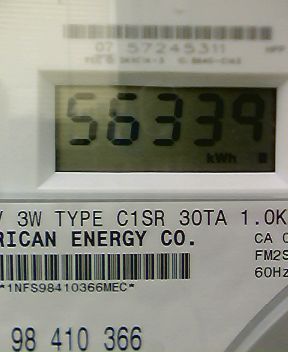 07 57245311
56339
kWh
V 3W TYPE C1SR 30TA 1.0K
RICAN ENERGY CO.
CA
FM2S
60Hz
*1NFS98410366MEC*
98 410 366